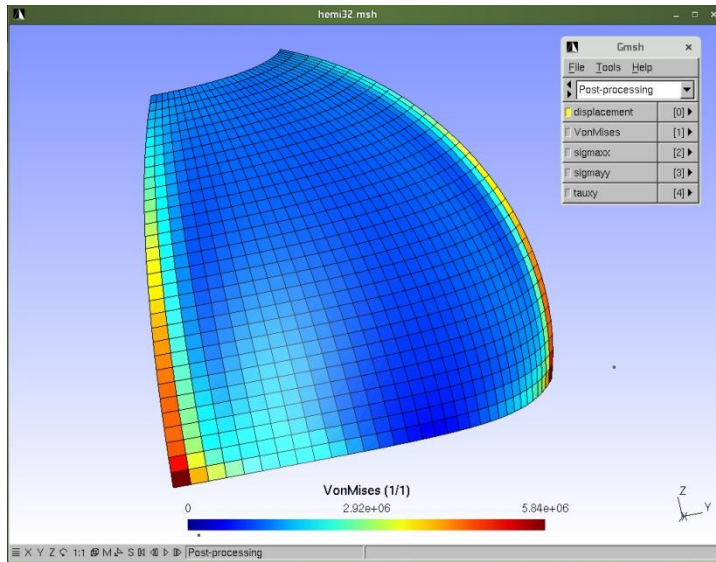 hemi32.msh
Gmsh
File Tools Help
Post-processing
displacement [0]
VonMises [1]
sigmaxx [2]
sigmayy [3]
tauxy [4]
VonMises (1/1)
0 2.92e+06 5.84e+06
Z
Y
X
X Y Z 1:1 M S Post-processing